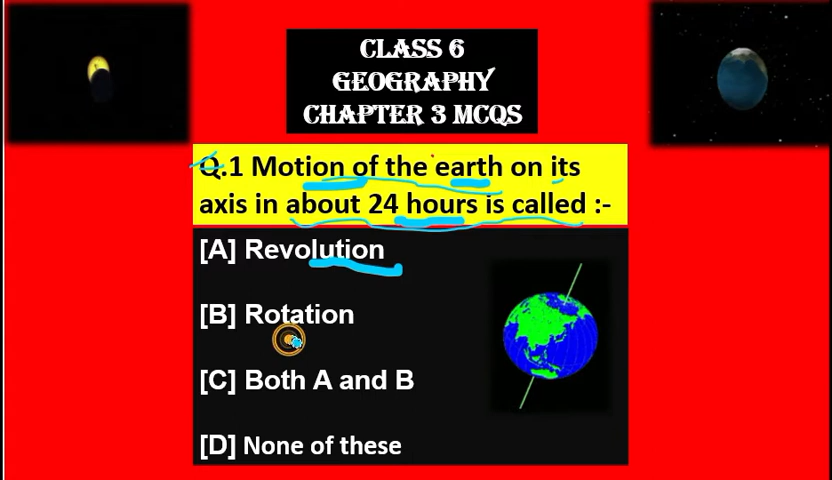 CLASS 6
GEOGRAPHY
CHAPTER 3 MCQS
Q.1 Motion of the earth on its
axis in about 24 hours is called :-
[A] Revolution
[B] Rotation
[C] Both A and B
[D] None of these